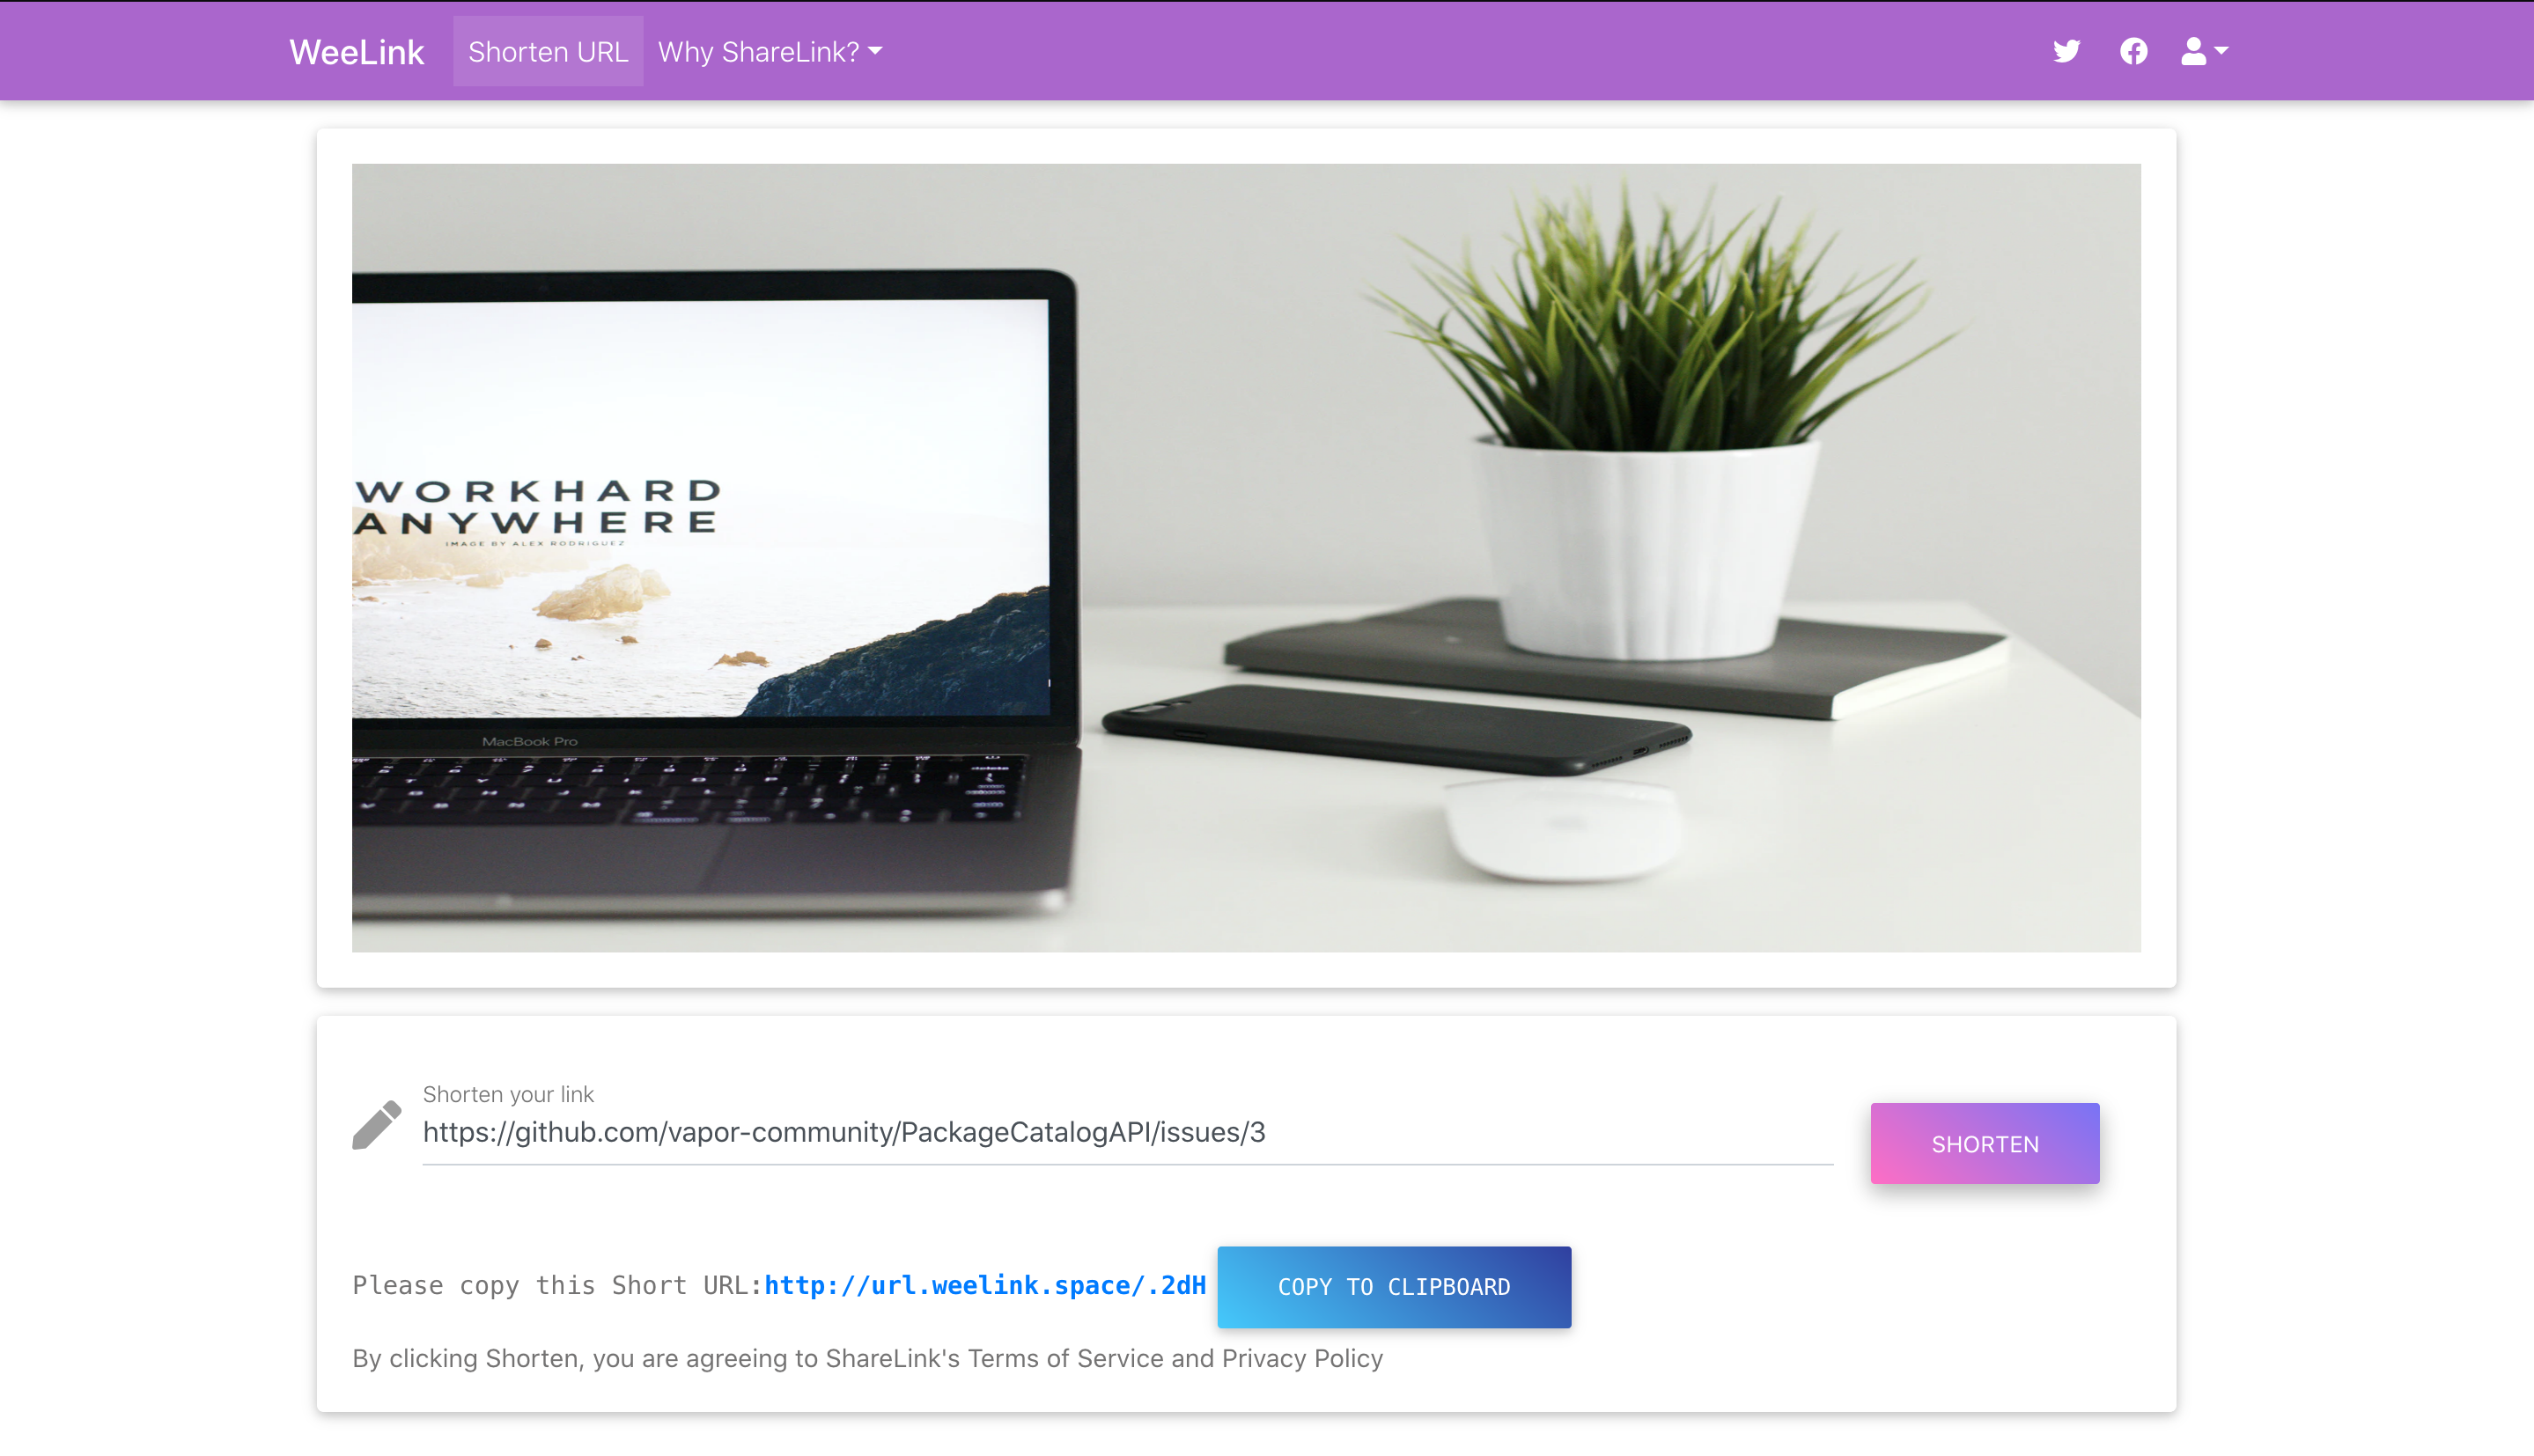 WeeLink Shorten URL Why ShareLink?
WORKHARD
ANYWHERE
IMAGE BY ALEX RODRIGUEZ
MacBook Pro
delete
Shorten your link
https://github.com/vapor-community/PackageCatalogAPI/issues/3
SHORTEN
Please copy this Short URL:http://url.weelink.space/.2dH COPY TO CLIPBOARD
By clicking Shorten, you are agreeing to ShareLink's Terms of Service and Privacy Policy